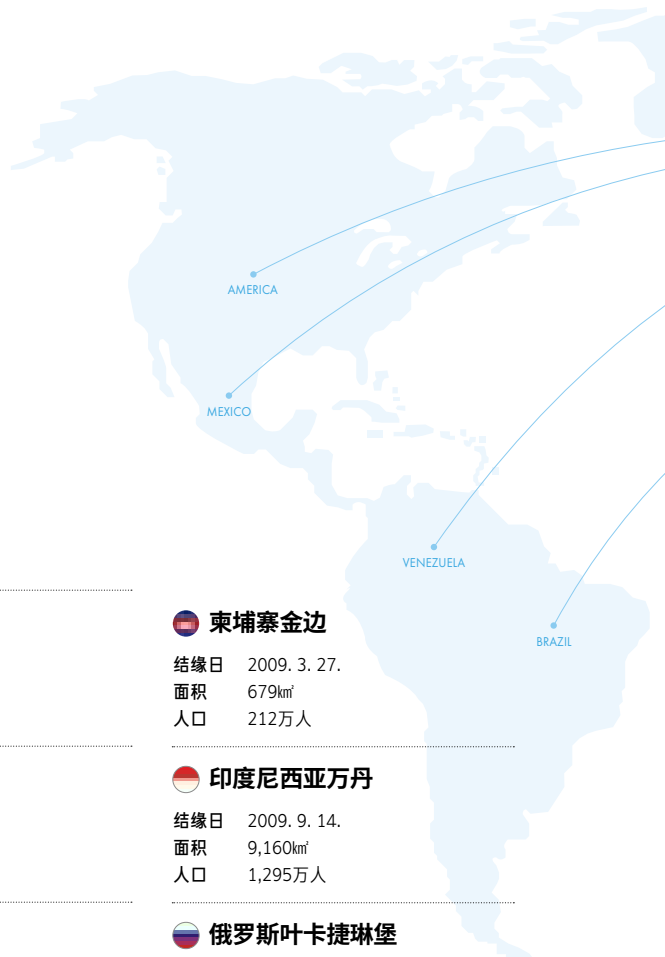 AMERICA
MEXICO
VENEZUELA
BRAZIL
柬埔寨金边
结缘日 2009. 3. 27.
面积 679㎢
人口 212万人
印度尼西亚万丹
结缘日 2009. 9. 14.
面积 9,160㎢
人口 1,295万人
俄罗斯叶卡捷琳堡